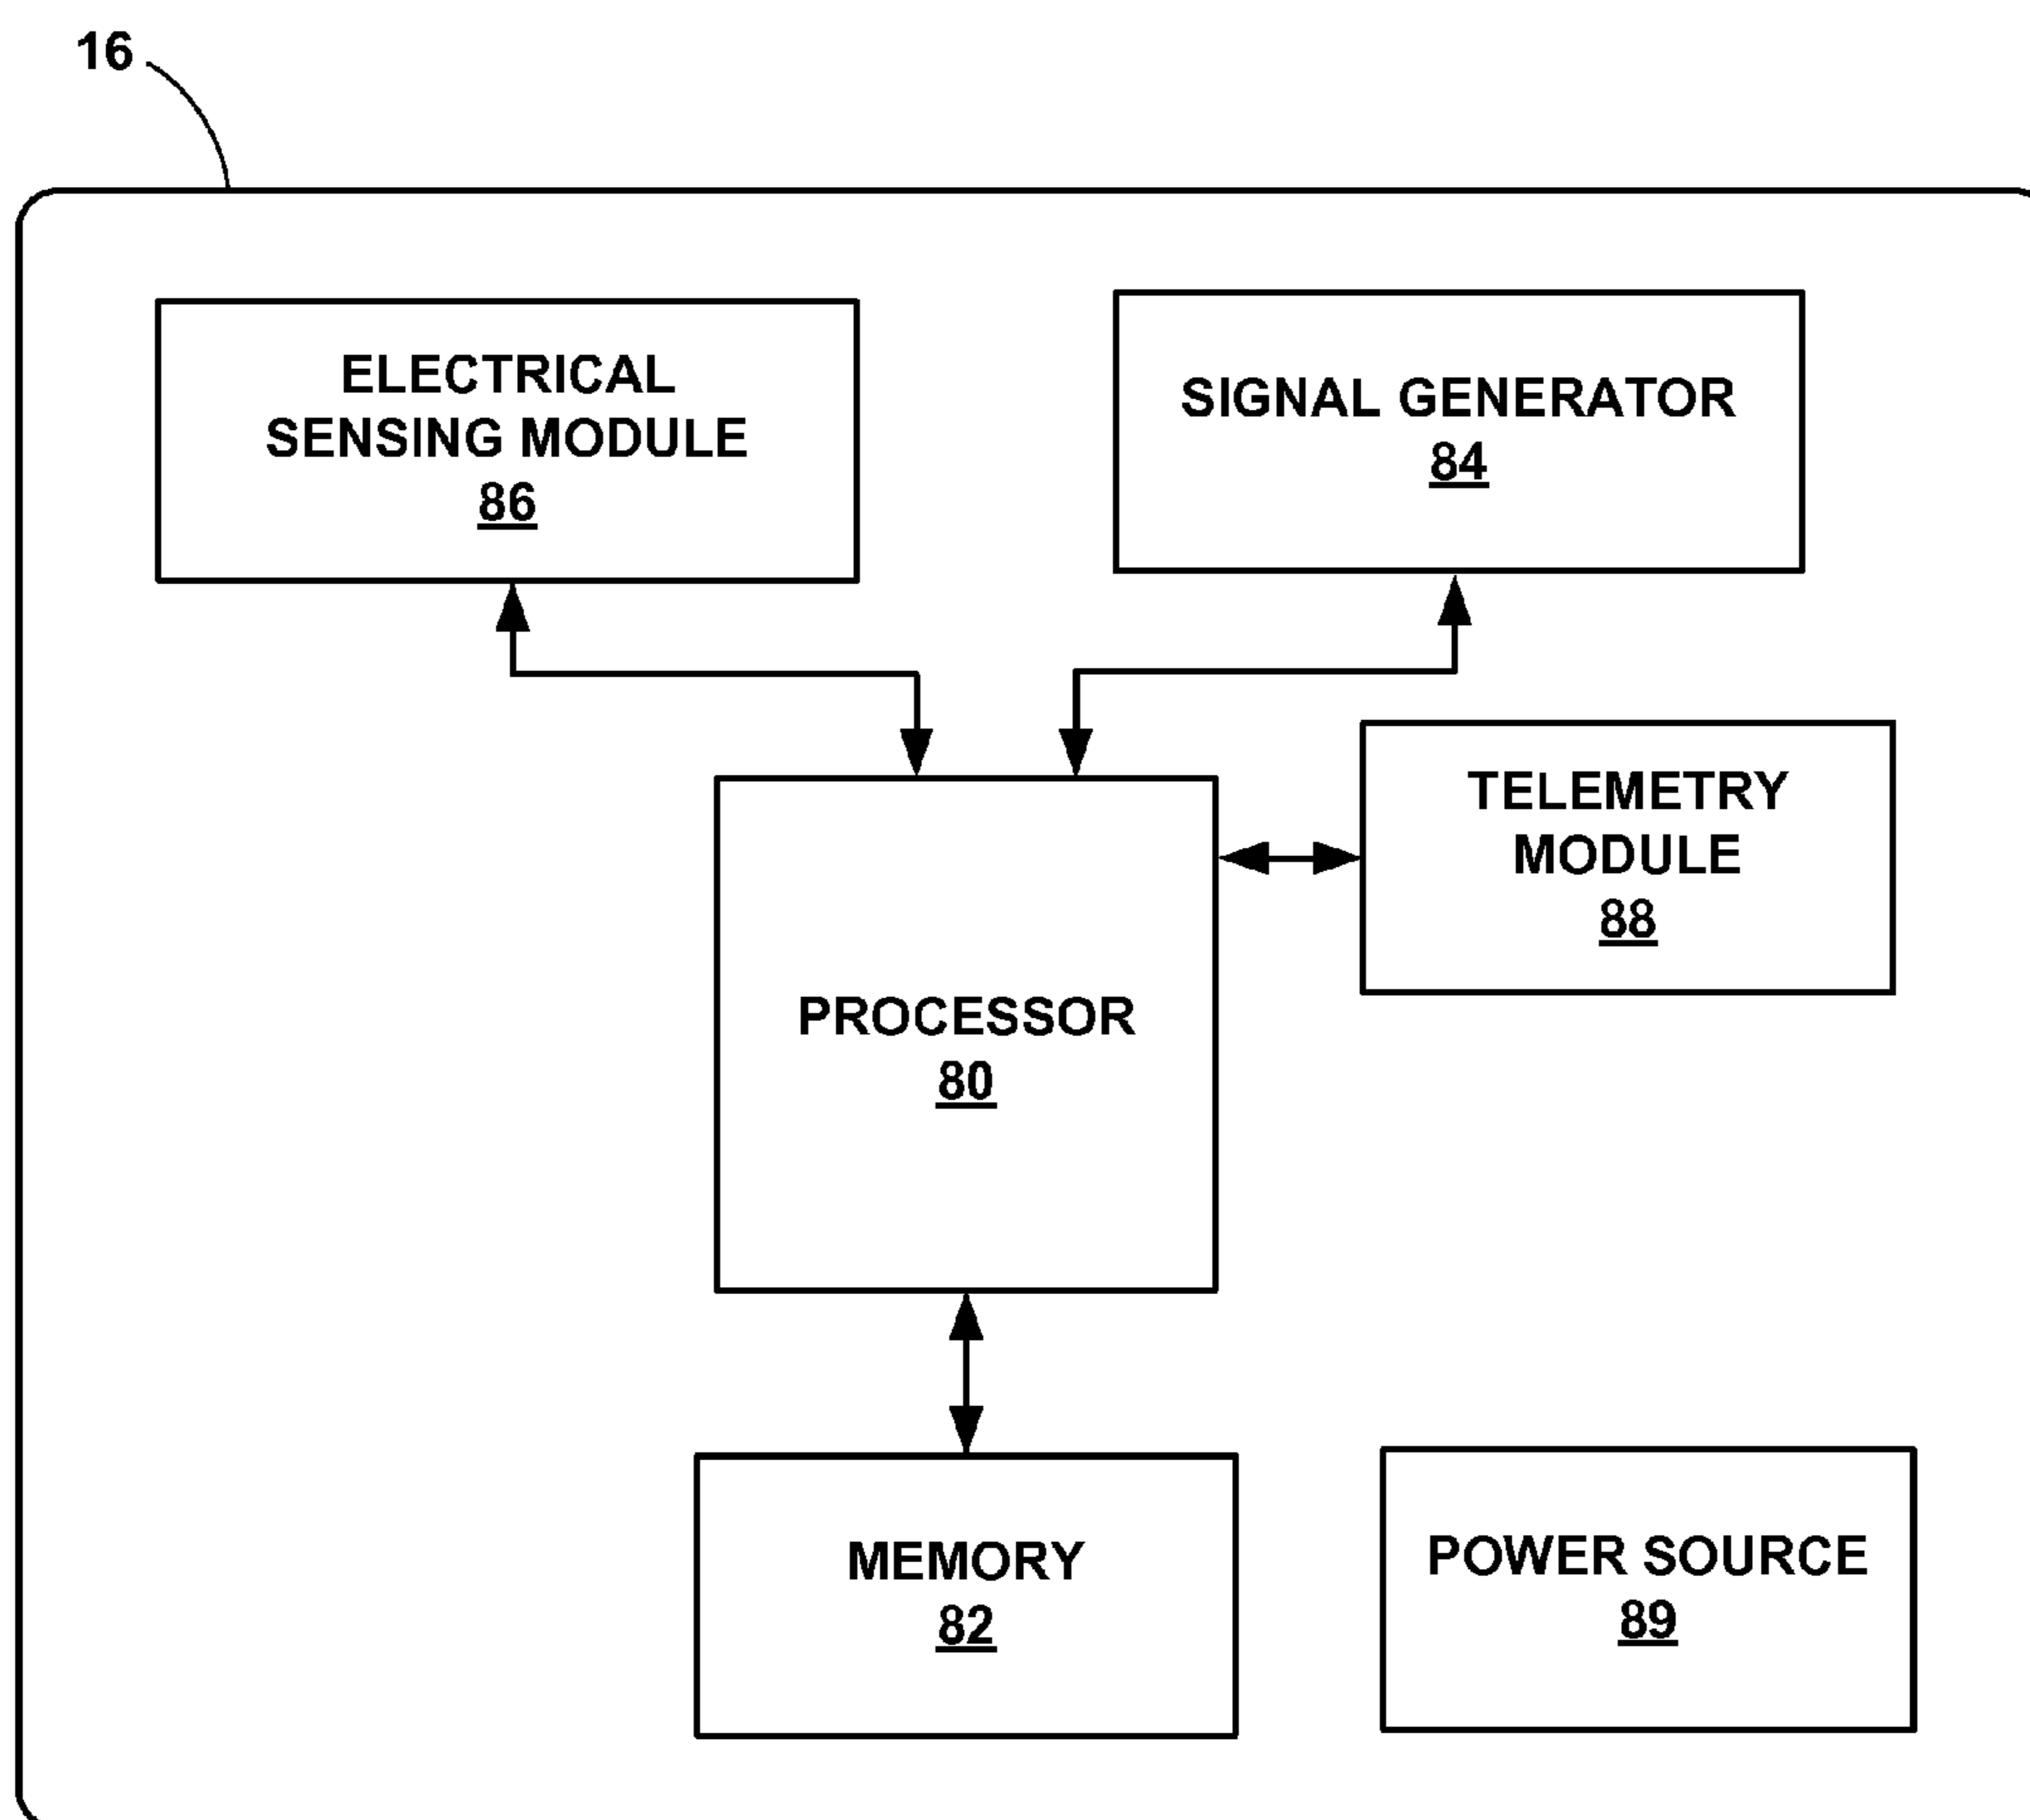 16
ELECTRICAL
SENSING MODULE
86
SIGNAL GENERATOR
84
TELEMETRY
MODULE
88
PROCESSOR
80
MEMORY
82
POWER SOURCE
89